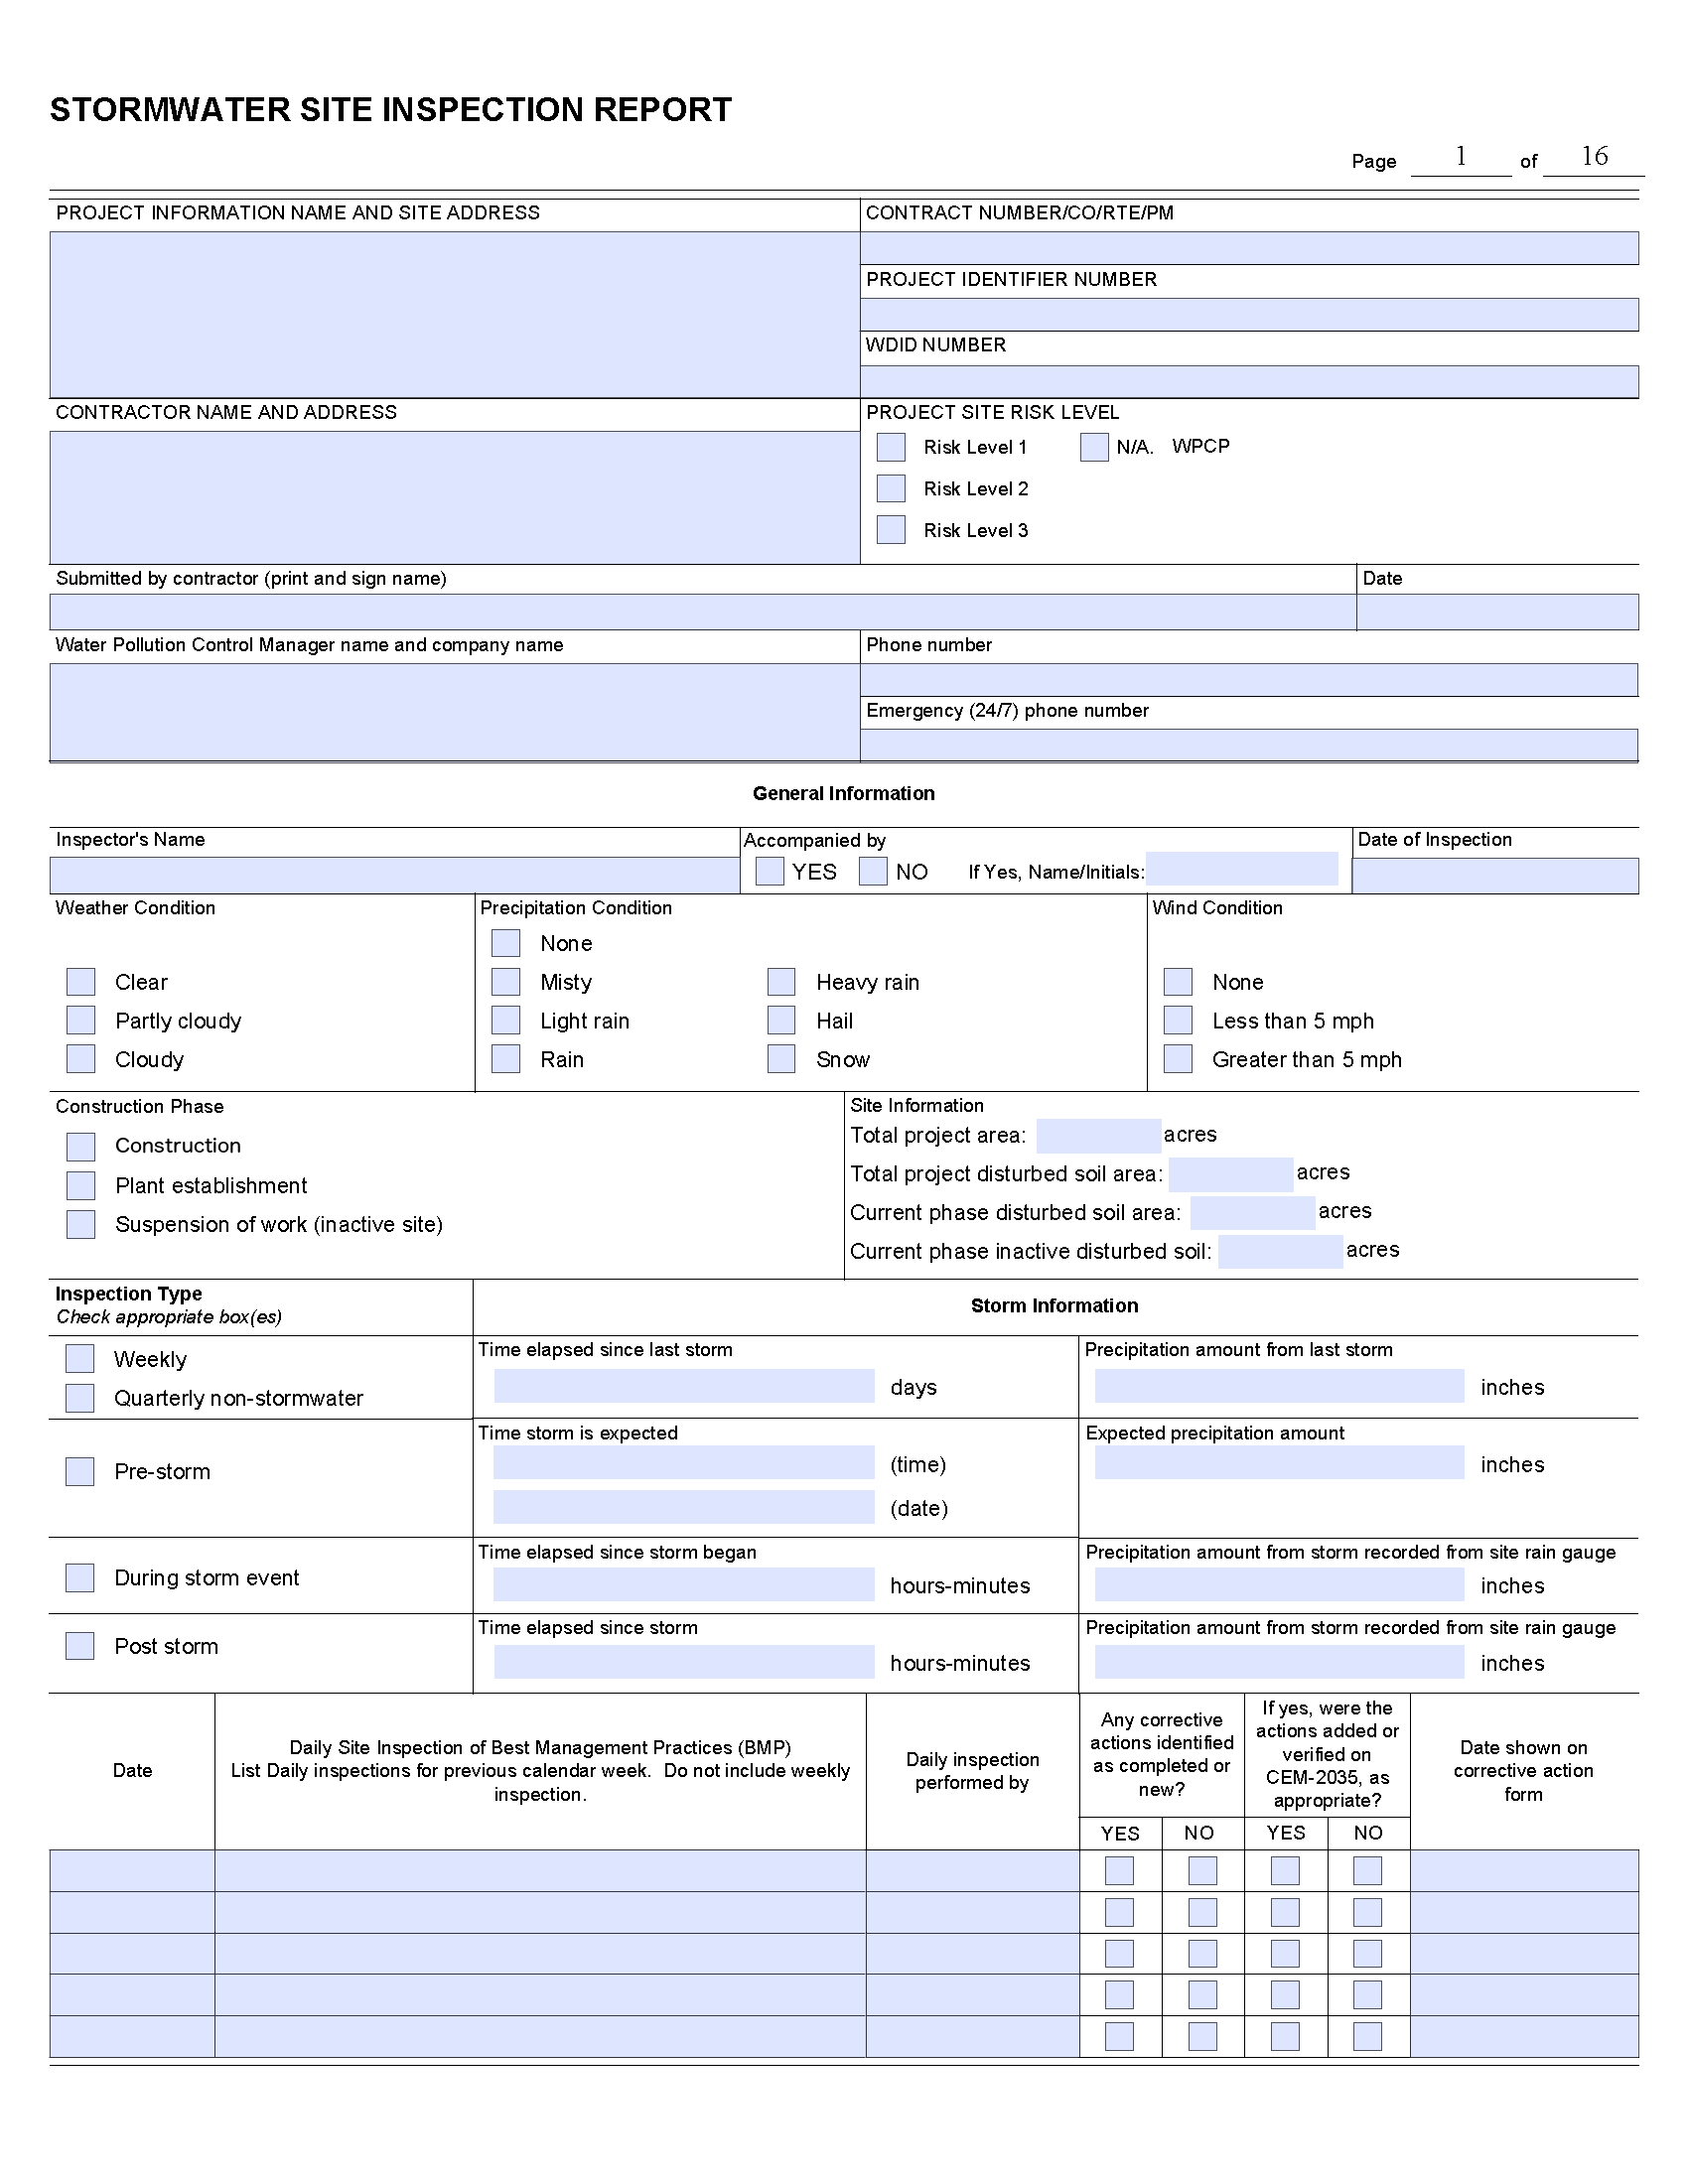 STORMWATER SITE INSPECTION REPORT
Page 1 of 16
PROJECT INFORMATION NAME AND SITE ADDRESS
CONTRACT NUMBER/CO/RTE/PM
PROJECT IDENTIFIER NUMBER
WDID NUMBER
CONTRACTOR NAME AND ADDRESS
PROJECT SITE RISK LEVEL
Risk Level 1 N/A. WPCP
Risk Level 2
Risk Level 3
Submitted by contractor (print and sign name)
Date
Water Pollution Control Manager name and company name
Phone number
Emergency (24/7) phone number
General Information
Inspector's Name
Accompanied by
YES NO If Yes, Name/Initials:
Date of Inspection
Weather Condition
Clear
Partly cloudy
Cloudy
Precipitation Condition
None
Misty Heavy rain
Light rain Hail
Rain Snow
Wind Condition
None
Less than 5 mph
Greater than 5 mph
Construction Phase
Construction
Plant establishment
Suspension of work (inactive site)
Site Information
Total project area: acres
Total project disturbed soil area: acres
Current phase disturbed soil area: acres
Current phase inactive disturbed soil: acres
Inspection Type
Check appropriate box(es)
Storm Information
Weekly
Quarterly non-stormwater
Time elapsed since last storm
days
Precipitation amount from last storm
inches
Pre-storm
Time storm is expected
(time)
(date)
Expected precipitation amount
inches
During storm event
Time elapsed since storm began
hours-minutes
Precipitation amount from storm recorded from site rain gauge
inches
Post storm
Time elapsed since storm
hours-minutes
Precipitation amount from storm recorded from site rain gauge
inches
Date
Daily Site Inspection of Best Management Practices (BMP)
List Daily inspections for previous calendar week. Do not include weekly
inspection.
Daily inspection
performed by
Any corrective
actions identified
as completed or
new?
If yes, were the
actions added or
verified on
CEM-2035, as
appropriate?
Date shown on
corrective action
form
YES NO YES NO